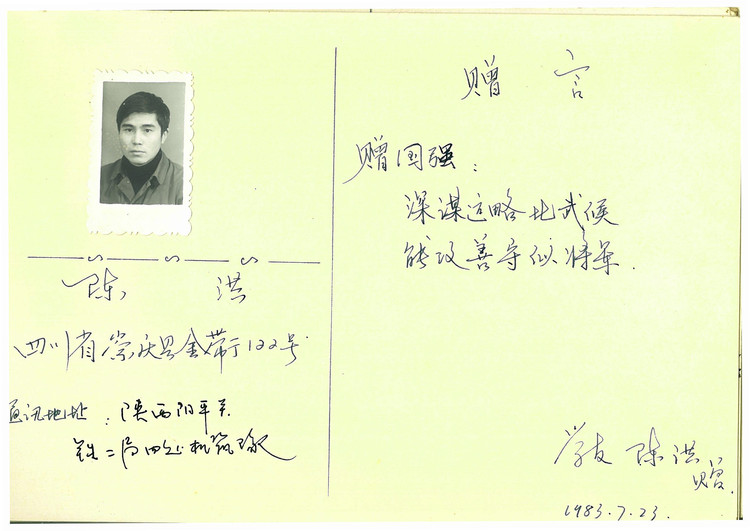 陈洪
四川省崇庆县金带街122号
通讯地址：陕西阳平关
铁二局四处机筑队
赠言
赠国强：
深谋远略比武候
能攻善守似将军.
学友 陈洪
赠.
1983.7.23.